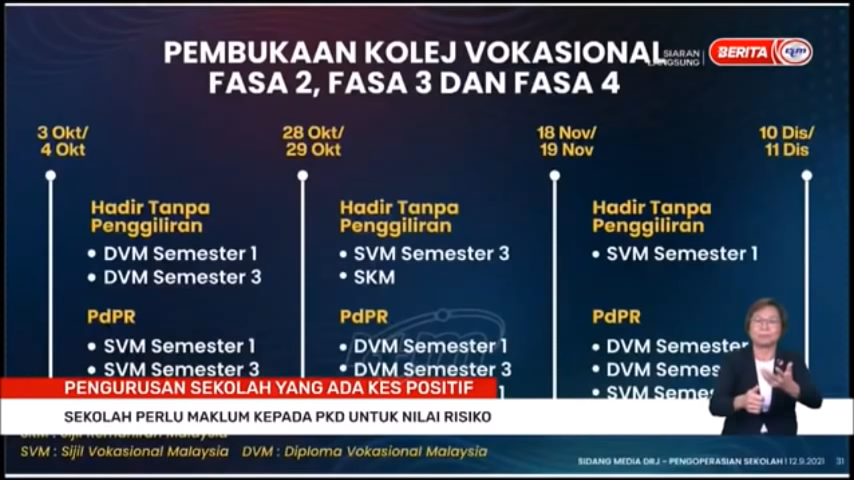 PEMBUKAAN KOLEJ VOKASIONAL
FASA 2, FASA 3 DAN FASA 4
SIARAN
LANGSUNG
BERITA
3 Okt/
4 Okt
28 Okt/
29 Okt
18 Nov/
19 Nov
10 Dis/
11 Dis
Hadir Tanpa
Penggiliran
• DVM Semester 1
• DVM Semester 3
PdPR
• SVM Semester 1
• SVM Semester 3
Hadir Tanpa
Penggiliran
• SVM Semester 3
• SKM
PdPR
• DVM Semester 1
• DVM Semester 3
Hadir Tanpa
Penggiliran
• SVM Semester 1
PdPR
• DVM Semester
• DVM
• SVM
PENGURUSAN SEKOLAH YANG ADA KES POSITIF
SEKOLAH PERLU MAKLUM KEPADA PKD UNTUK NILAI RISIKO
SVM : Sijil Vokasional Malaysia DVM : Diploma Vokasional Malaysia
SIDANG MEDIA DRJ – PENGOPERASIAN SEKOLAH | 12.9.2021 31